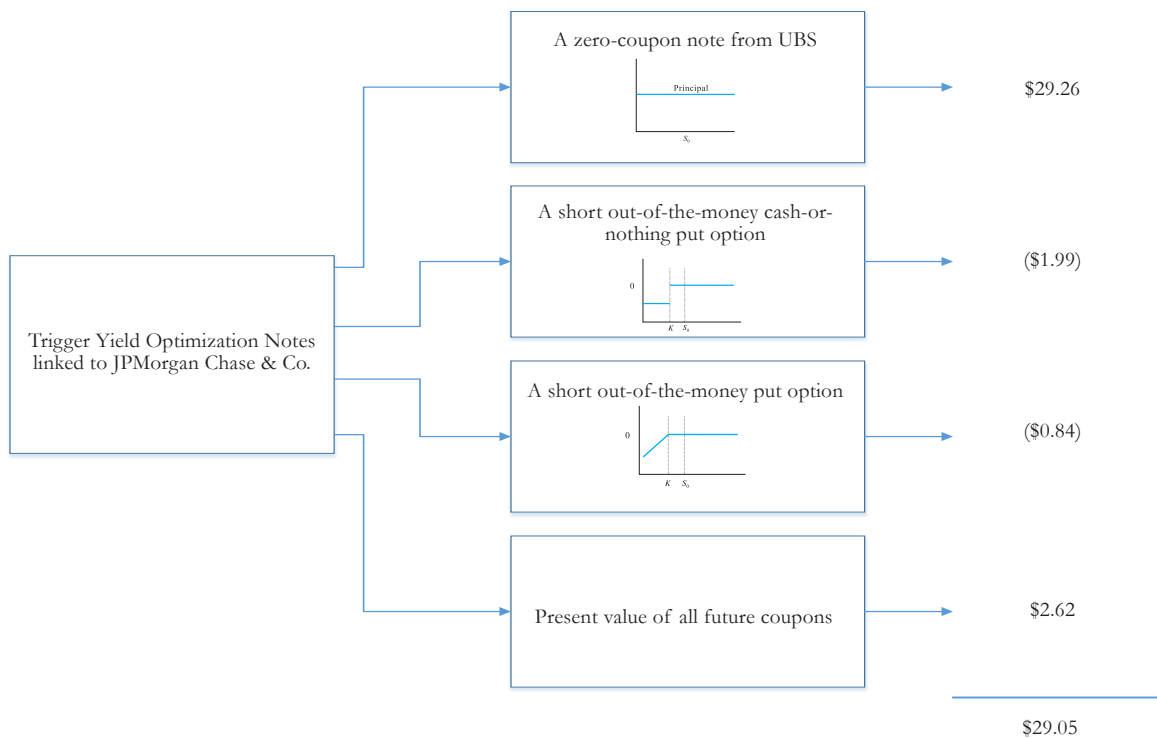 A zero-coupon note from UBS
Principal
S₀
$29.26
A short out-of-the-money cash-or-
nothing put option
0
K S₀
($1.99)
Trigger Yield Optimization Notes
linked to JPMorgan Chase & Co.
A short out-of-the-money put option
0
K S₀
($0.84)
Present value of all future coupons
$2.62
$29.05